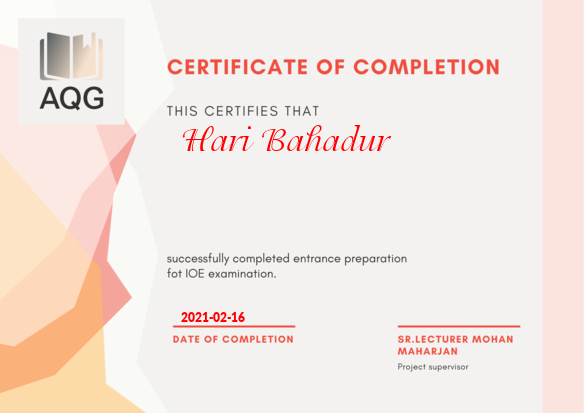 AQG
CERTIFICATE OF COMPLETION
THIS CERTIFIES THAT
Hari Bahadur
successfully completed entrance preparation
fot IOE examination.
2021-02-16
DATE OF COMPLETION
SR.LECTURER MOHAN
MAHARJAN
Project supervisor